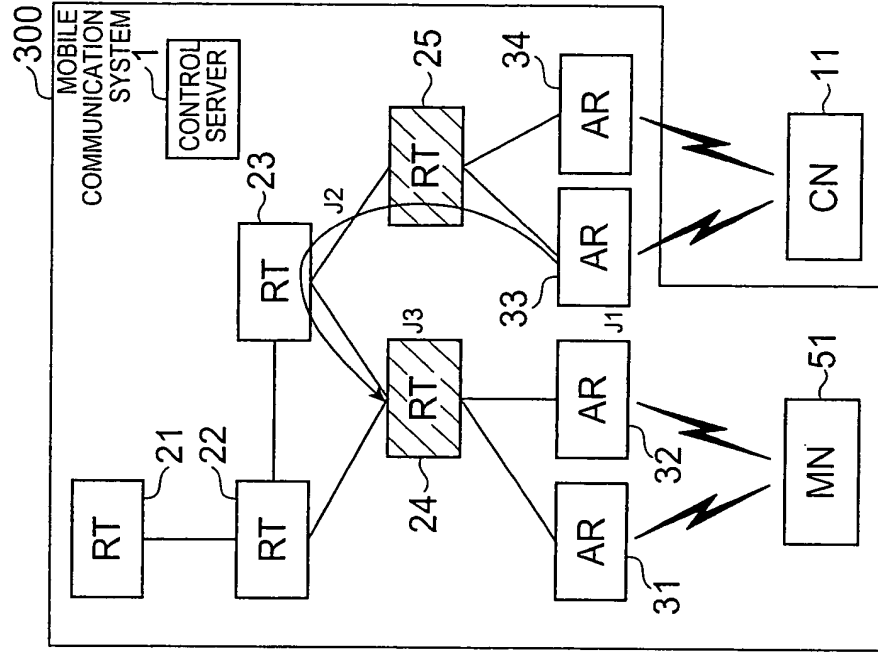 300
MOBILE
COMMUNICATION
SYSTEM
1
CONTROL
SERVER
RT
21
RT
22
RT
23
J2
RT
24
J3
RT
25
AR
31
AR
32
J1
AR
33
AR
34
MN
51
CN
11